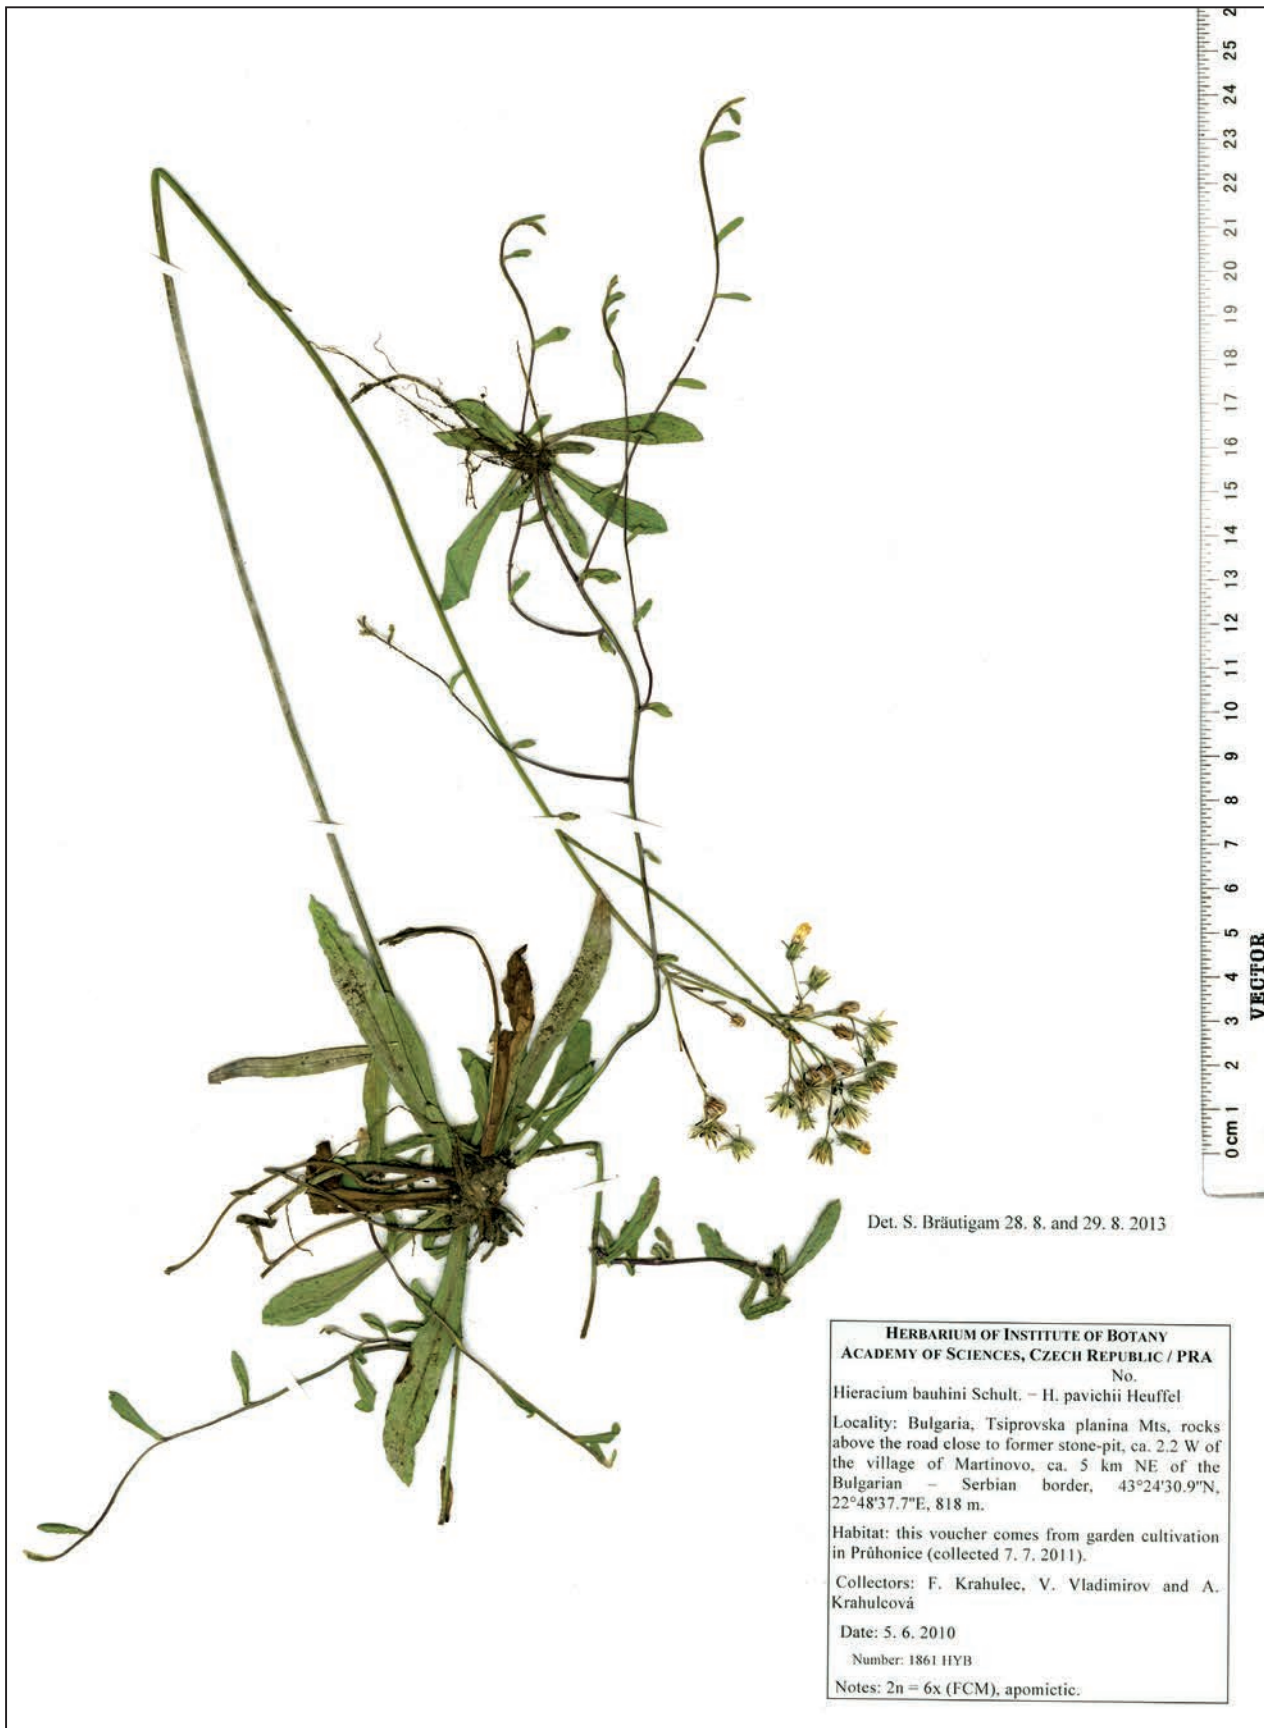 2
25
24
23
22
21
20
19
18
17
16
15
14
13
12
11
10
9
8
7
6
5
4
3
2
1
0cm
VECTOR
Det. S. Bräutigam 28. 8. and 29. 8. 2013
HERBARIUM OF INSTITUTE OF BOTANY
ACADEMY OF SCIENCES, CZECH REPUBLIC / PRA
No.
Hieracium bauhini Schult. – H. pavichii Heuffel
Locality: Bulgaria, Tsiprovska planina Mts, rocks
above the road close to former stone-pit, ca. 2.2 W of
the village of Martinovo, ca. 5 km NE of the
Bulgarian – Serbian border, 43°24'30.9"N,
22°48'37.7"E, 818 m.
Habitat: this voucher comes from garden cultivation
in Průhonice (collected 7. 7. 2011).
Collectors: F. Krahulec, V. Vladimirov and A.
Krahulcová
Date: 5. 6. 2010
Number: 1861 HYB
Notes: 2n = 6x (FCM), apomictic.